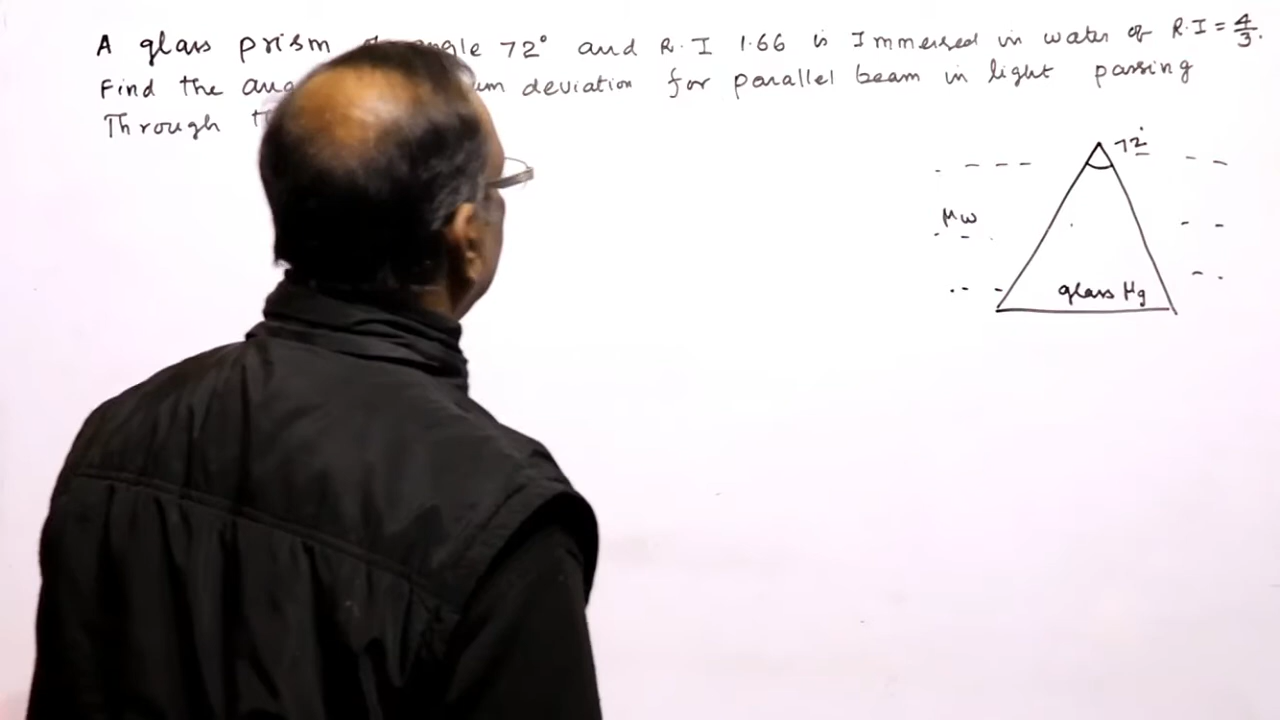 A glass prism angle 72° and R.I 1.66 is Immersed in water of R.I = 4/3.
Find the deviation for parallel beam in light passing
Through
72°
μw
glass μg